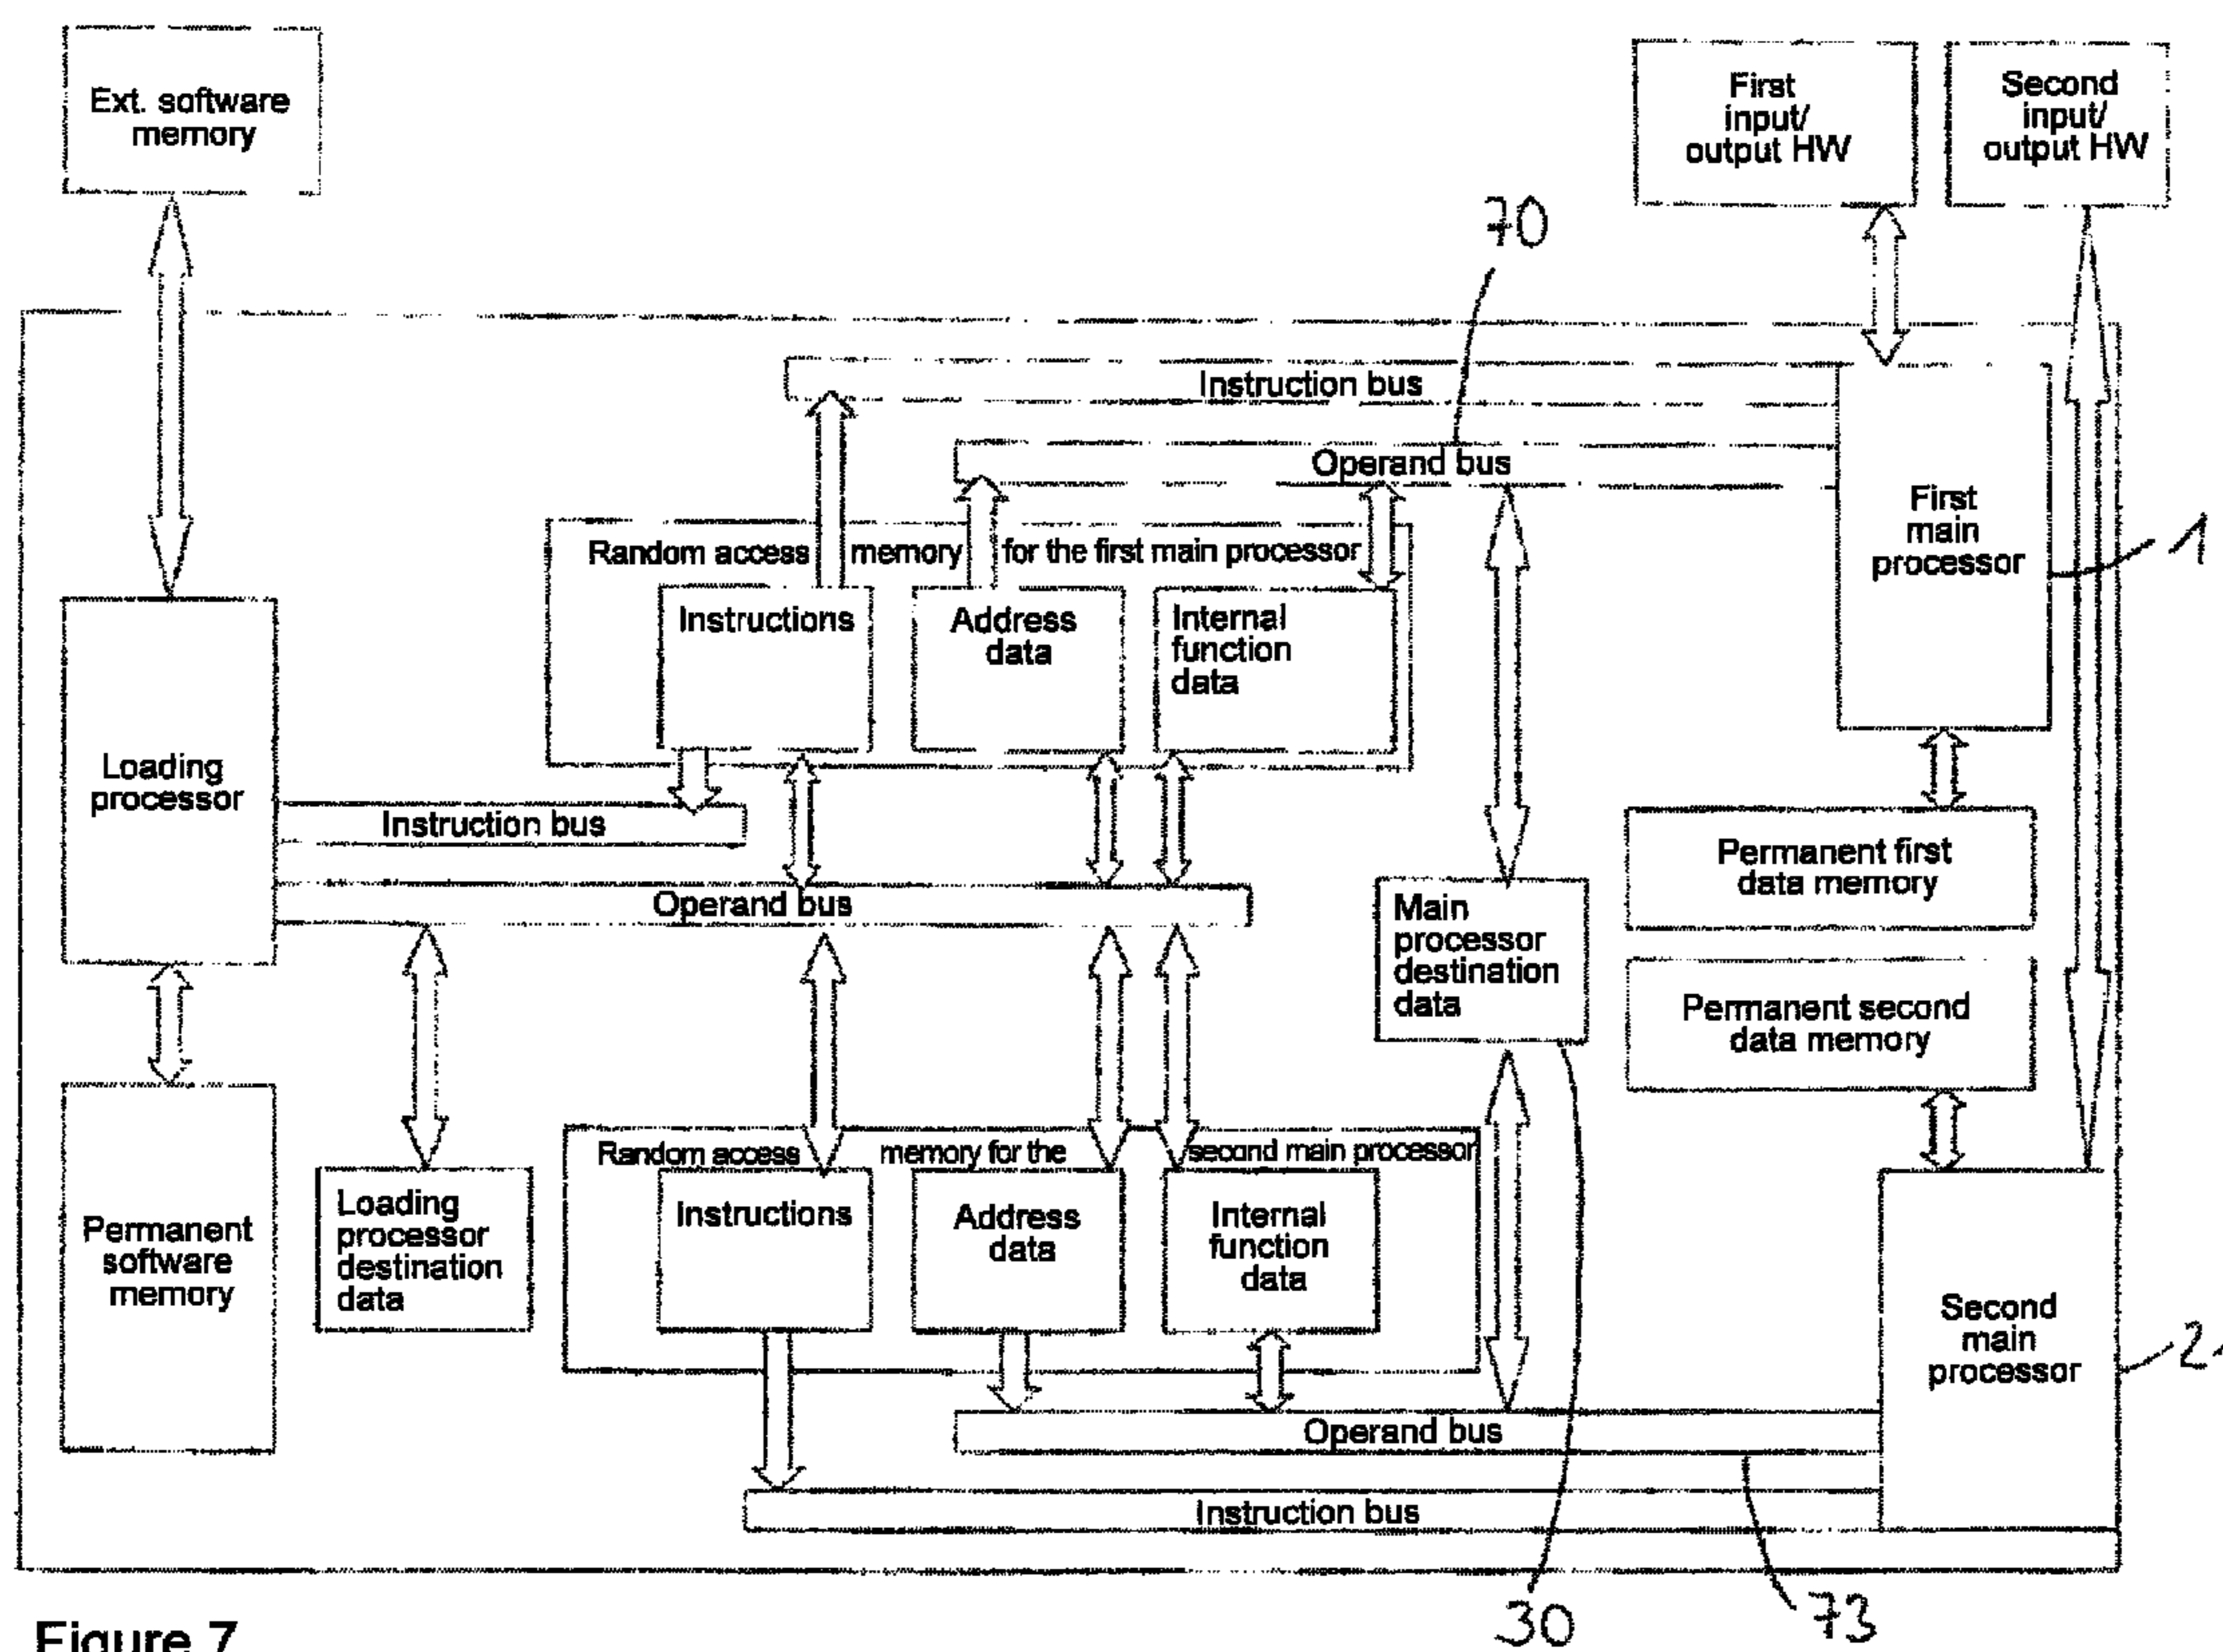 Ext. software
memory
First
input/
output HW
Second
input/
output HW
70
Instruction bus
Operand bus
First
main
processor
1
Random access memory for the first main processor
Instructions
Address
data
Internal
function
data
Loading
processor
Instruction bus
Operand bus
Main
processor
destination
data
Permanent first
data memory
Permanent second
data memory
Random access memory for the second main processor
Instructions
Address
data
Internal
function
data
Permanent
software
memory
Loading
processor
destination
data
Second
main
processor
2
Operand bus
Instruction bus
30
73
Figure 7